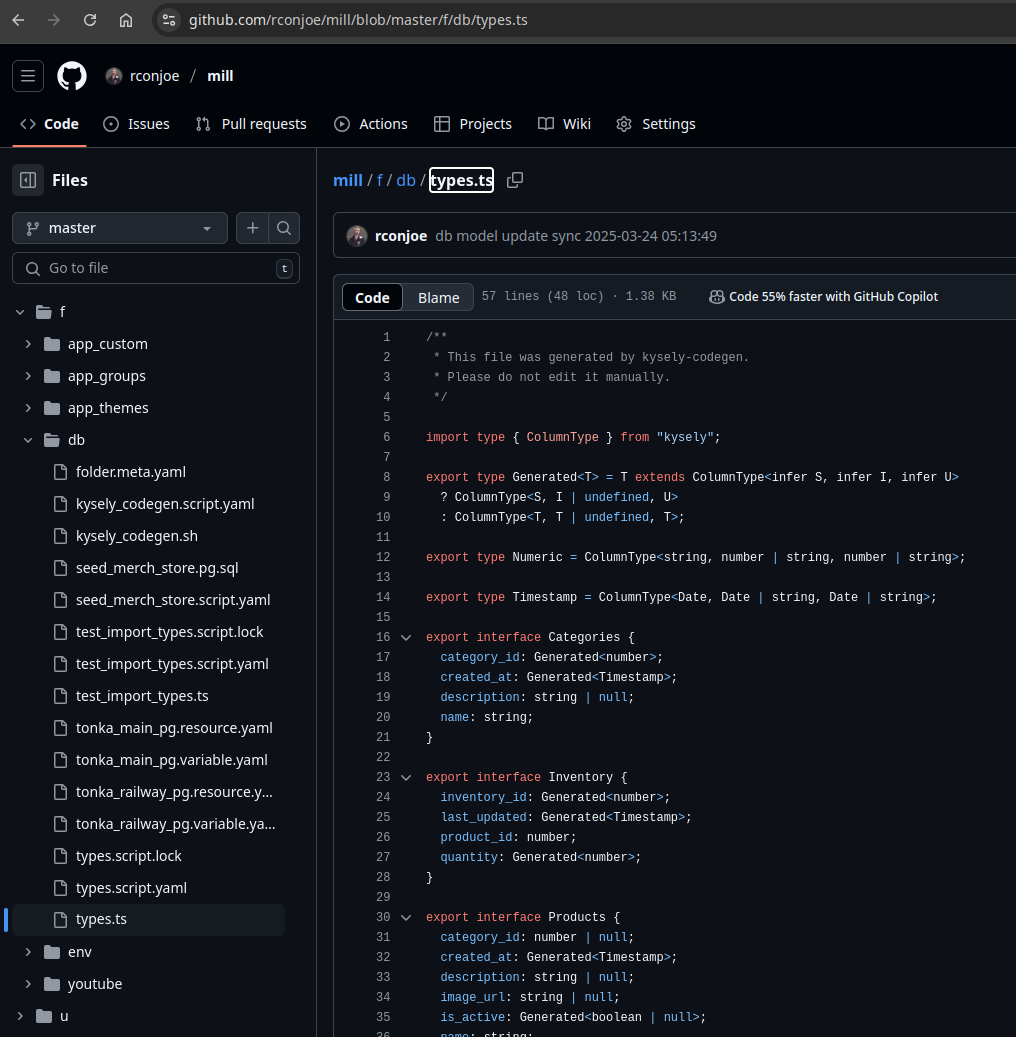 github.com/rconjoe/mill/blob/master/f/db/types.ts
rconjoe / mill
Code Issues Pull requests Actions Projects Wiki Settings
Files
master
Go to file t
f
app_custom
app_groups
app_themes
db
folder.meta.yaml
kysely_codegen.script.yaml
kysely_codegen.sh
seed_merch_store.pg.sql
seed_merch_store.script.yaml
test_import_types.script.lock
test_import_types.script.yaml
test_import_types.ts
tonka_main_pg.resource.yaml
tonka_main_pg.variable.yaml
tonka_railway_pg.resource.y...
tonka_railway_pg.variable.ya...
types.script.lock
types.script.yaml
types.ts
env
youtube
u
mill / f / db / types.ts
rconjoe db model update sync 2025-03-24 05:13:49
Code Blame 57 lines (48 loc) · 1.38 KB Code 55% faster with GitHub Copilot
1 /**
2  * This file was generated by kysely-codegen.
3  * Please do not edit it manually.
4  */
5
6 import type { ColumnType } from "kysely";
7
8 export type Generated<T> = T extends ColumnType<infer S, infer I, infer U>
9   ? ColumnType<S, I | undefined, U>
10   : ColumnType<T, T | undefined, T>;
11
12 export type Numeric = ColumnType<string, number | string, number | string>;
13
14 export type Timestamp = ColumnType<Date, Date | string, Date | string>;
15
16 export interface Categories {
17   category_id: Generated<number>;
18   created_at: Generated<Timestamp>;
19   description: string | null;
20   name: string;
21 }
22
23 export interface Inventory {
24   inventory_id: Generated<number>;
25   last_updated: Generated<Timestamp>;
26   product_id: number;
27   quantity: Generated<number>;
28 }
29
30 export interface Products {
31   category_id: number | null;
32   created_at: Generated<Timestamp>;
33   description: string | null;
34   image_url: string | null;
35   is_active: Generated<boolean | null>;
36   name: string;